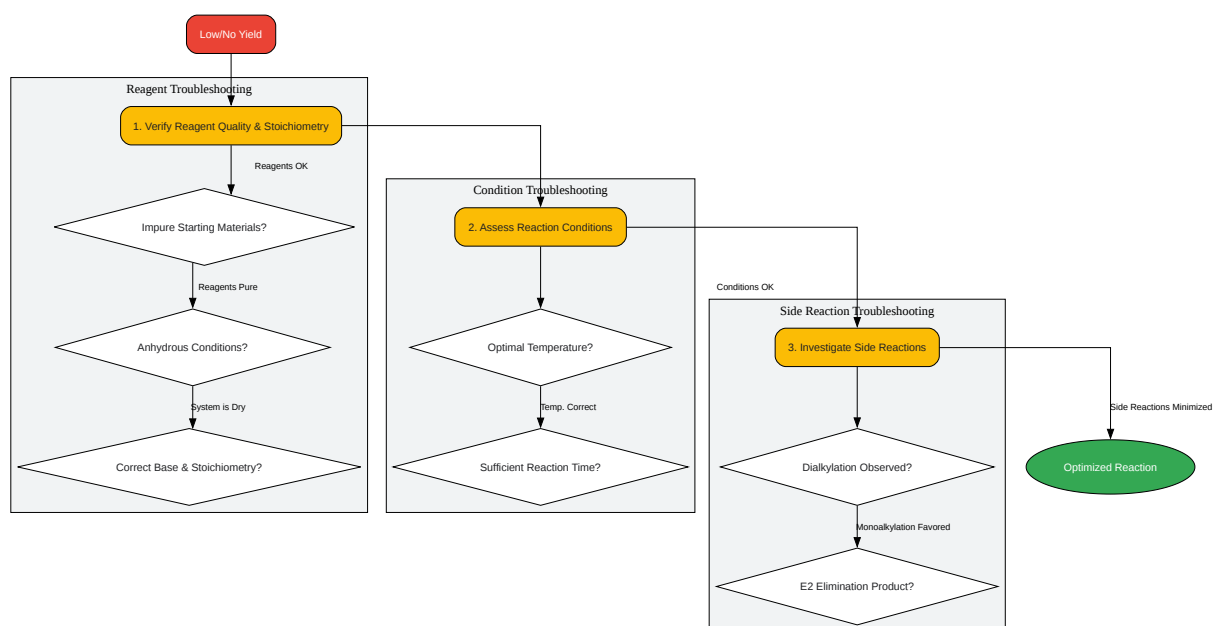 Low/No Yield
Reagent Troubleshooting
1. Verify Reagent Quality & Stoichiometry
Reagents OK
Impure Starting Materials?
Reagents Pure
Anhydrous Conditions?
System is Dry
Correct Base & Stoichiometry?
Condition Troubleshooting
2. Assess Reaction Conditions
Optimal Temperature?
Temp. Correct
Sufficient Reaction Time?
Conditions OK
Side Reaction Troubleshooting
3. Investigate Side Reactions
Dialkylation Observed?
Monoalkylation Favored
E2 Elimination Product?
Side Reactions Minimized
Optimized Reaction